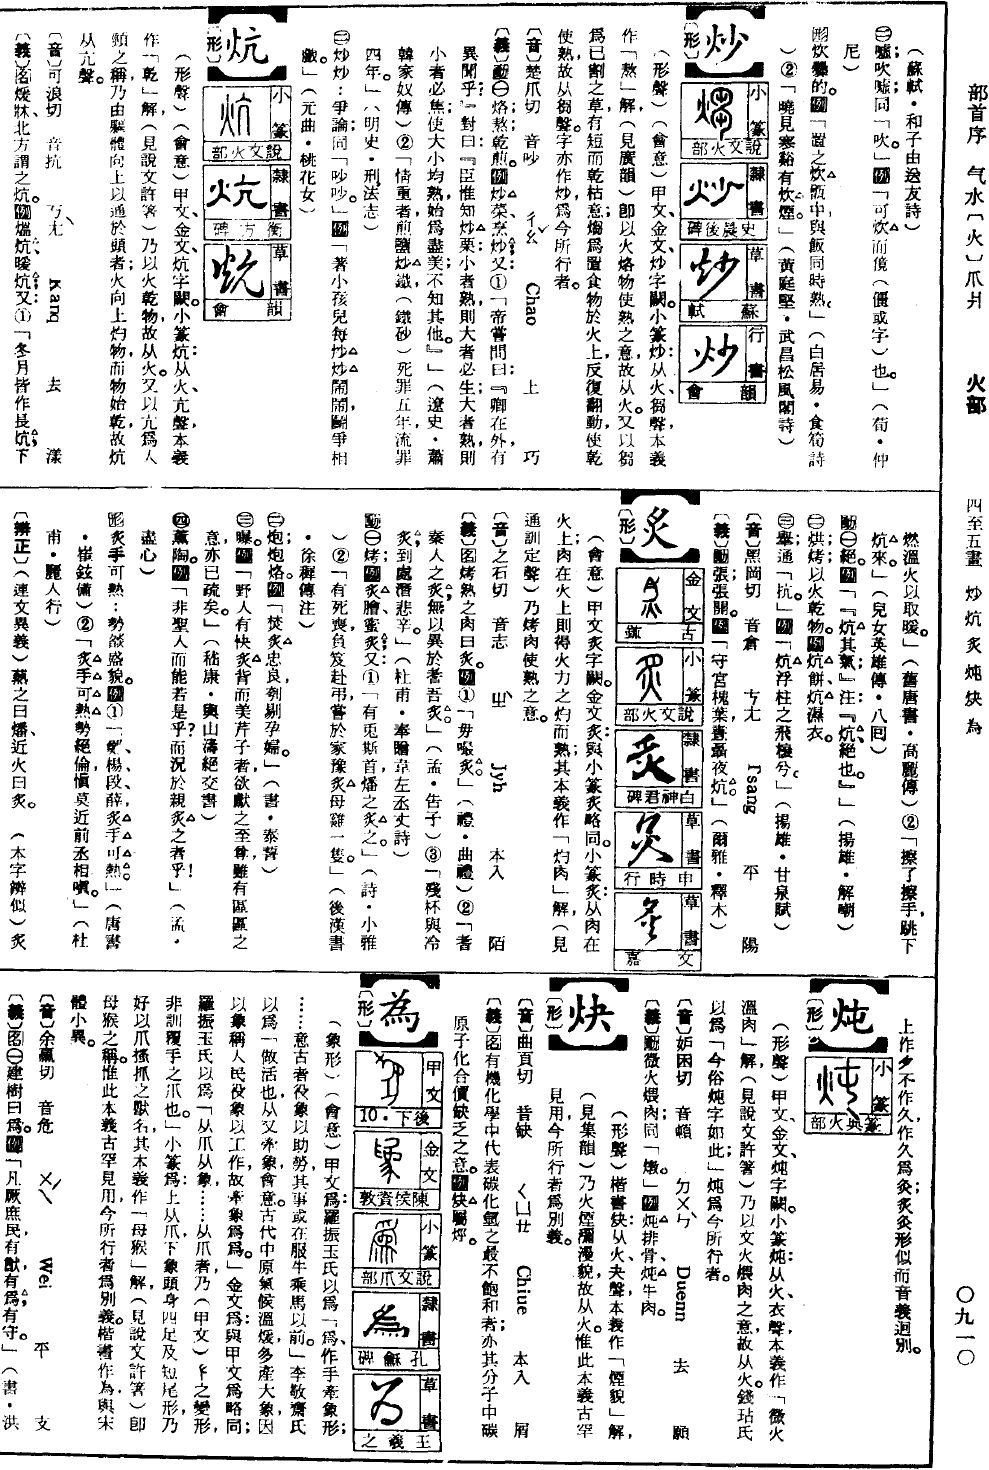 部首序　气水〔火〕爪爿　火部　四至五畫　炒炕炙炖炔為　〇九一〇
（蘇軾・和子由送友詩）
㊁噓吹噓同「吹」例「可炊而僨（僵或字）也。」（荀・仲
尼）
形炊爨的。例①「置之炊甑中與飯同時熟。」（白居易・食筍詩
）②「曉見寒谿有炊煙。」（黃庭堅・武昌松風閣詩）
炒
〔形〕
小篆　說文火部
隸書　史晨後碑
草書　蘇軾
行書　韻會
（形聲）（會意）甲文、金文、炒字闕。小篆炒：从火、芻聲，本義
作「熬」解，（見廣韻）卽以火烙物使熟之意，故从火。又以芻
爲已割之草，有短而乾枯意；爲置食物於火上，反復翻動，使乾
使熟，故从芻聲。字亦作炒，爲今所行者。
〔音〕楚爪切　音吵　ㄔㄠˇ　Chao　上　巧
〔義〕動㊀烙熬乾煎。例炒菜、烹炒；又①「帝嘗問曰：『卿在外有
異聞乎？』對曰：『臣惟知炒栗：小者熟，則大者必生；大者熟，則
小者必焦；使大小均熟，始爲盡美。不知其他。』」（遼史・蕭
韓家奴傳）②「情重者，煎鹽炒鐵（鐵砂）死罪五年，流罪
四年。」（明史・刑法志）
㊁炒炒：爭論同「吵吵。」例「著小孩兒每炒炒鬧鬧，鬬爭相
激。」（元曲・桃花女）
炕
〔形〕
小篆　說文火部
隸書　衡方碑
草書　韻會
（形聲）（會意）甲文、金文、炕字闕。小篆炕：从火、亢聲，本義
作「乾」解，（見說文許箸）乃以火乾物，故从火。又以亢爲人
頸之稱，乃由軀體向上以通於頭者；火向上灼物而物始乾，故炕
从亢聲。
〔音〕可浪切　音抗　ㄎㄤˋ　Kang　去　漾
〔義〕名煖牀，北方謂之炕。例熅炕、暖炕；又①「冬月皆作長炕，下
燃溫火以取暖。」（舊唐書・高麗傳）②「擦了擦手，跳下
炕來。」（兒女英雄傳・八囘）
動㊀絕。例「『炕其氣』注『炕，絕也。』」（揚雄・解嘲）
㊁烘烤；以火乾物。例炕餅、炕濕衣。
㊂舉；通「抗」。例「炕浮柱之飛榱兮。」（揚雄・甘泉賦）
〔音〕黑岡切　音倉　ㄘㄤ　Tsang　平　陽
〔義〕動張；張開。例「守宮槐葉，晝聶夜炕。」（爾雅・釋木）
炙
〔形〕
金文　古鉥
小篆　說文火部
隸書　白神君碑
草書　申時行
草書　文嘉
（會意）甲文炙字闕。金文炙：與小篆炙略同。小篆炙：从肉在
火上，肉在火上則得火力之灼而熟，其本義作「灼肉」解，（見
通訓定聲）乃烤肉使熟之意。
〔音〕之石切　音志　ㄓˋ　Jyh　本入　陌
〔義〕名烤熟之肉曰炙。例①「毋嘬炙。」（禮・曲禮）②「耆
秦人之炙，無以異於耆吾炙。」（孟・告子）③「殘杯與冷
炙，到處潛悲辛。」（杜甫・奉贈韋左丞丈詩）
動㊀烤。例炙膾、蜜炙；又①「有兎斯首，燔之炙之。」（詩・小雅
）②「有死喪負笈赴弔，嘗於家豫炙母雞一隻。」（後漢書
・徐穉傳注）
㊁炮；炮烙。例「焚炙忠良，刳剔孕婦。」（書・泰誓）
㊂曝。例「野人有快炙背而美芹子者，欲獻之至尊，雖有區區之
意，亦已疏矣。」（嵇康・與山濤絕交書）
㊃薰陶。例「非聖人而能若是乎？而況於親炙之者乎！」（孟・
盡心）
形炙手可熱：勢燄盛貌。例①「鄭、楊、段、薛，炙手可熱。」（唐書
・崔鉉傳）②「炙手可熱勢絕倫，愼莫近前丞相嗔。」（杜
甫・麗人行）
〔辨正〕（連文異義）爇之曰燔，近火曰炙。（本字辨似）炙
上作⺼，不作久，作久爲灸；炙灸形似而音義迥別。
炖
〔形〕
小篆　篆典火部
（形聲）甲文、金文、炖字闕。小篆炖：从火、衣聲，本義作「微火
溫肉」解，（見說文許箸）乃以文火煨肉之意，故从火。錢坫氏
以爲「今俗炖字如此」炖爲今所行者。
〔音〕妒困切　音頓　ㄉㄨㄣˋ　Duenn　去　願
〔義〕動微火煨肉；同「燉」。例炖排骨、炖牛肉。
炔
〔形〕
（形聲）楷書炔：从火、夬聲，本義作「煙貌」解，
（見集韻）乃火煙瀰漫貌，故从火。惟此本義古罕
見用，今所行者爲別義。
〔音〕曲頁切　音缺　ㄑㄩㄝ　Chiue　本入　屑
〔義〕名有機化學中代表碳化氫之最不飽和者，亦其分子中碳
原子化合價缺乏之意。例炔屬烴。
為
〔形〕
甲文　後下・10
金文　陳侯㑪敦
小篆　說文爪部
隸書　孔龢碑
草書　王羲之
（象形）（會意）甲文爲：羅振玉氏以爲「爲，作手牽象形；
……意古者役象以助勞，其事或在服牛乘馬以前。」李敬齋氏
以爲「做活也，从又牽象會意。古代中原氣候溫煖，多產大象，因
以象稱人民役象以工作，故牽象爲爲。」金文爲：與甲文爲略同；
羅振玉氏以爲「从爪从象……从爪者乃（甲文）又之變形，
非訓覆手之爪也。」小篆爲：上从爪，下象頭身四足及短尾形，乃
好以爪搔抓之獸名，其本義作「母猴」解，（見說文許箸）卽
母猴之稱。惟此本義古罕見用，今所行者爲別義。楷書作為，與宋
體小異。
〔音〕余嬴切　音危　ㄨㄟˊ　Wei　平　支
〔義〕名㊀建樹曰爲。例「凡厥庶民，有猷有爲有守。」（書・洪